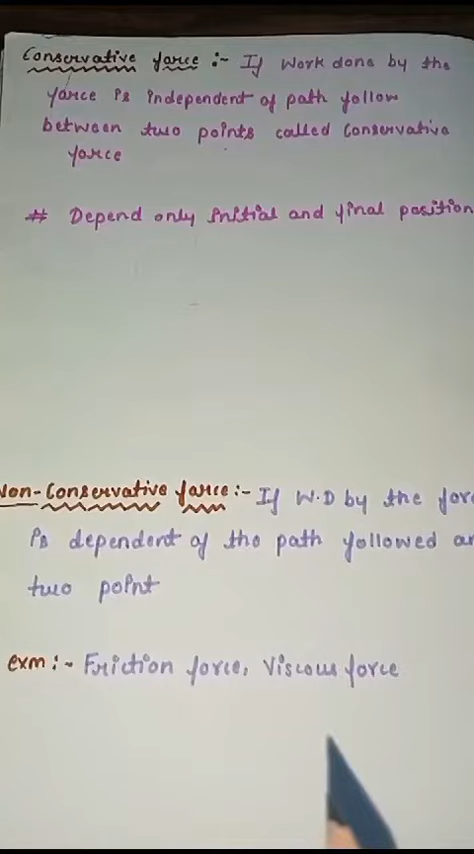 Conservative force :- If work done by the
force is independent of path follow
between two points called Conservative
force
# Depend only initial and final position
Non-Conservative force :- If W.D by the
is dependent of the path followed
two point
exm :- Friction force, Viscous force